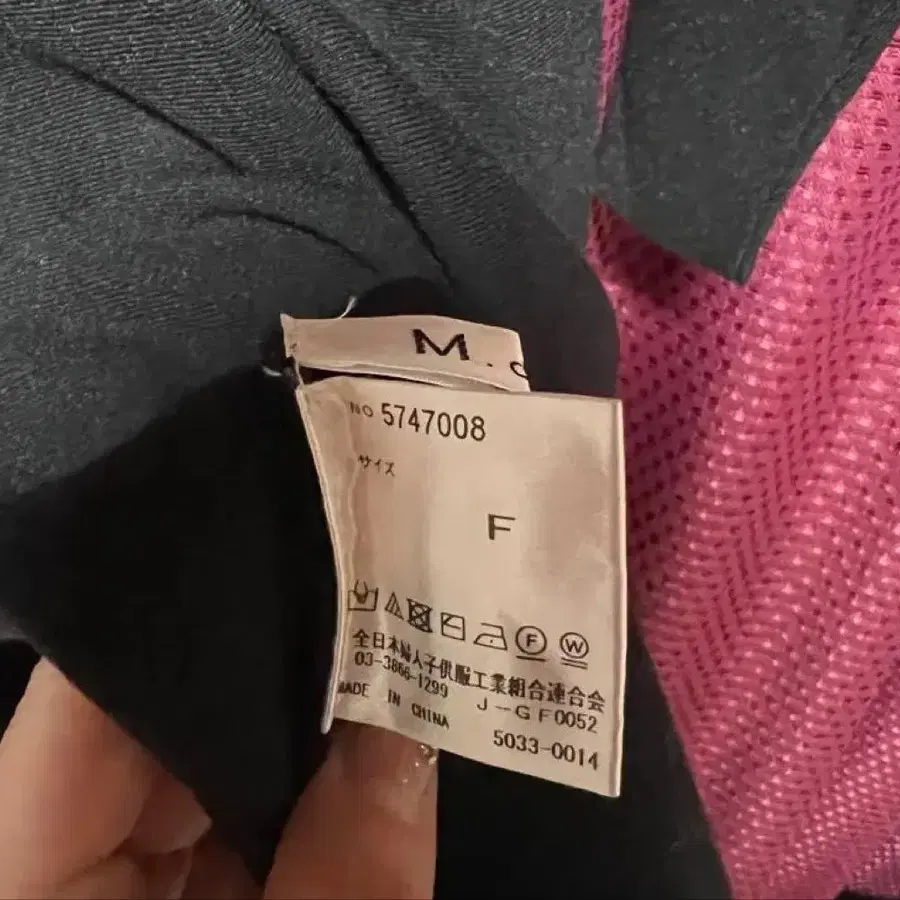 M.
NO 5747008
サイズ
F
F W
全日本婦人子供服工業組合連合会
03-3866-1299
J-GF0052
MADE IN CHINA
5033-0014